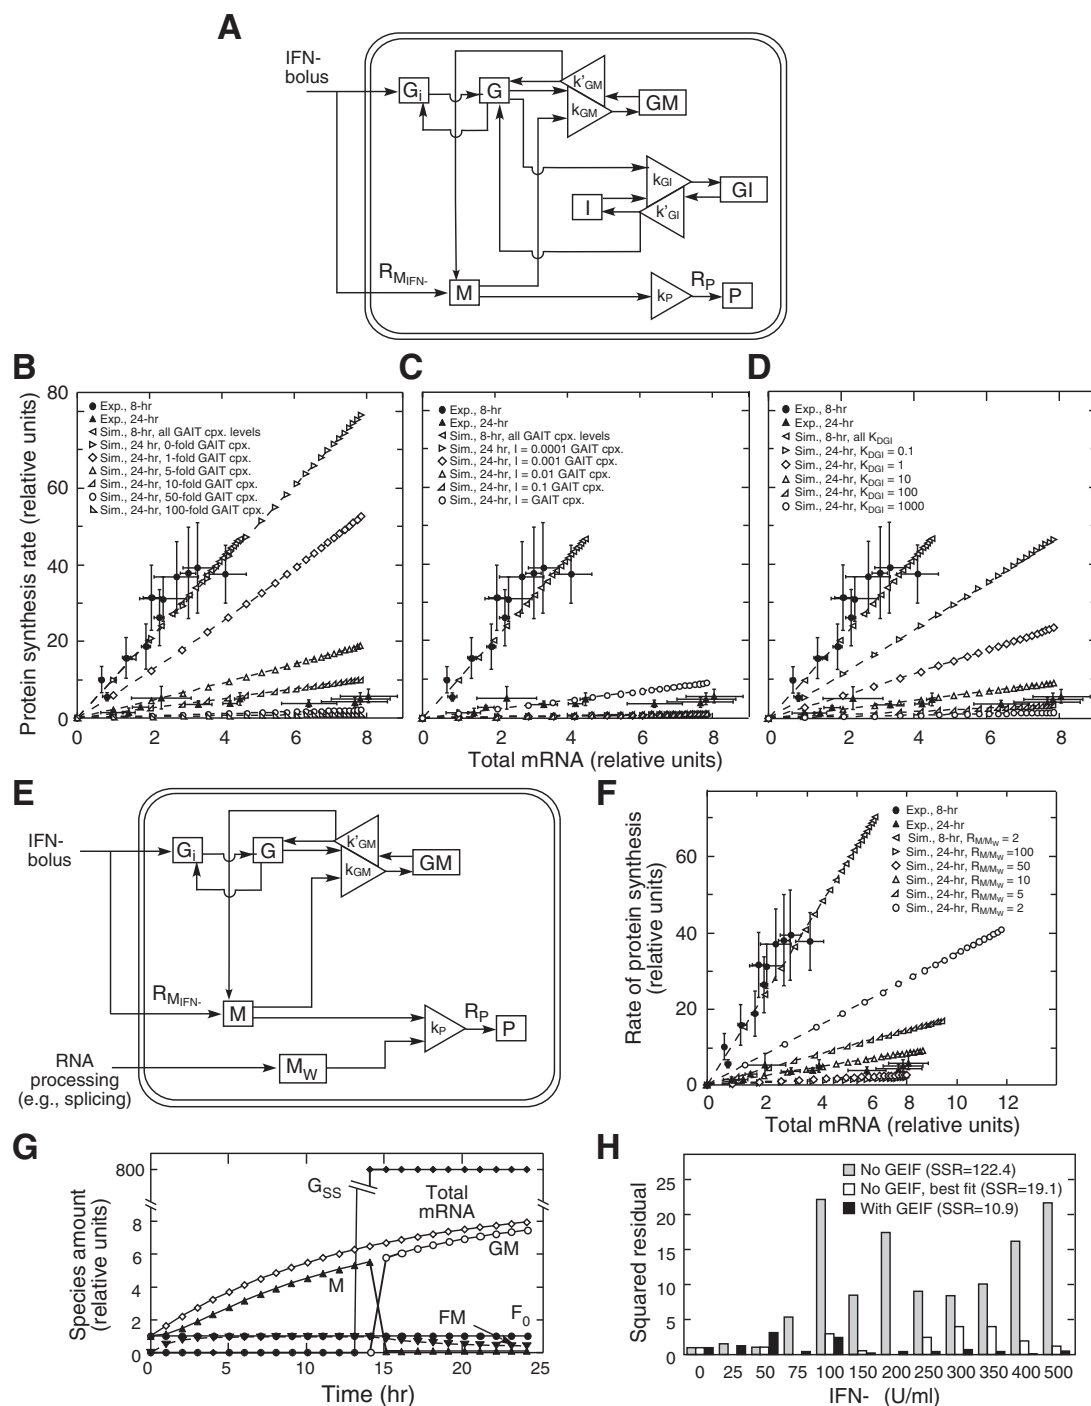 A
IFN-
bolus
Gi
G
k'GM
kGM
GM
kGI
GI
I
k'GI
RMIFN-
M
kP
RP
P
B
C
D
Protein synthesis rate (relative units)
80
60
40
20
0
Exp., 8-hr
Exp., 24-hr
Sim., 8-hr, all GAIT cpx. levels
Sim, 24 hr, 0-fold GAIT cpx.
Sim., 24-hr, 1-fold GAIT cpx.
Sim., 24-hr, 5-fold GAIT cpx.
Sim., 24-hr, 10-fold GAIT cpx.
Sim., 24-hr, 50-fold GAIT cpx.
Sim., 24-hr, 100-fold GAIT cpx.
0 2 4 6 8
Exp., 8-hr
Exp., 24-hr
Sim., 8-hr, all GAIT cpx. levels
Sim., 24 hr, I = 0.0001 GAIT cpx.
Sim., 24-hr, I = 0.001 GAIT cpx.
Sim., 24-hr, I = 0.01 GAIT cpx.
Sim., 24-hr, I = 0.1 GAIT cpx.
Sim., 24-hr, I = GAIT cpx.
0 2 4 6 8
Exp., 8-hr
Exp., 24-hr
Sim., 8-hr, all KDGI
Sim., 24-hr, KDGI = 0.1
Sim., 24-hr, KDGI = 1
Sim., 24-hr, KDGI = 10
Sim., 24-hr, KDGI = 100
Sim., 24-hr, KDGI = 1000
0 2 4 6 8
Total mRNA (relative units)
E
IFN-
bolus
Gi
G
k'GM
kGM
GM
RMIFN-
M
kP
RP
P
RNA
processing
(e.g., splicing)
MW
F
Rate of protein synthesis
(relative units)
60
40
20
0
Exp., 8-hr
Exp., 24-hr
Sim., 8-hr, RM/MW = 2
Sim., 24-hr, RM/MW =100
Sim., 24-hr, RM/MW = 50
Sim., 24-hr, RM/MW = 10
Sim., 24-hr, RM/MW = 5
Sim., 24-hr, RM/MW = 2
0 2 4 6 8 10 12
Total mRNA (relative units)
G
Species amount
(relative units)
800
8
6
4
2
0
GSS
Total
mRNA
GM
M
FM
F0
0 5 10 15 20 25
Time (hr)
H
Squared residual
25
20
15
10
5
0
No GEIF (SSR=122.4)
No GEIF, best fit (SSR=19.1)
With GEIF (SSR=10.9)
0 25 50 75 100 150 200 250 300 350 400 500
IFN- (U/ml)